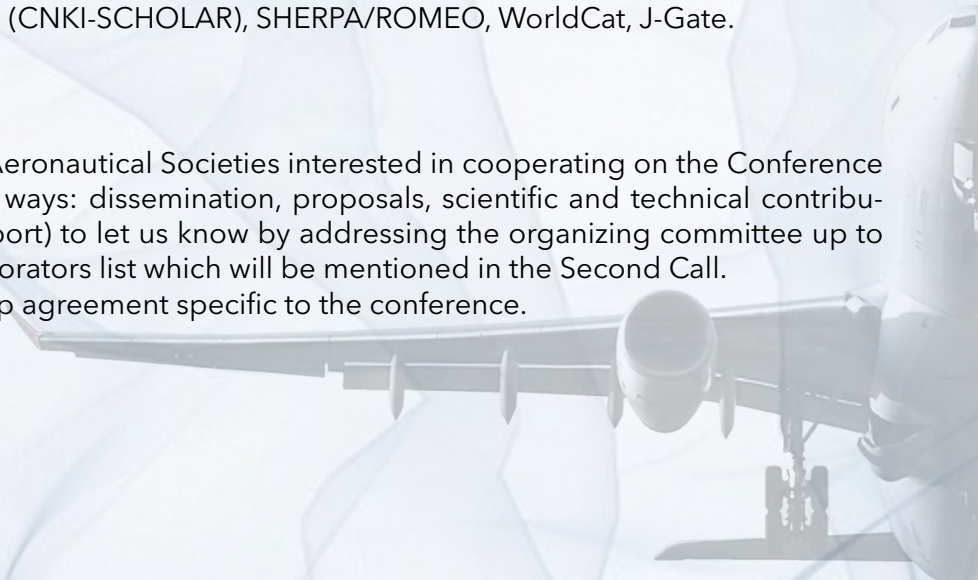 (CNKI-SCHOLAR), SHERPA/ROMEO, WorldCat, J-Gate.
Aeronautical Societies interested in cooperating on the Conference
ways: dissemination, proposals, scientific and technical contribu-
port) to let us know by addressing the organizing committee up to
orators list which will be mentioned in the Second Call.
p agreement specific to the conference.